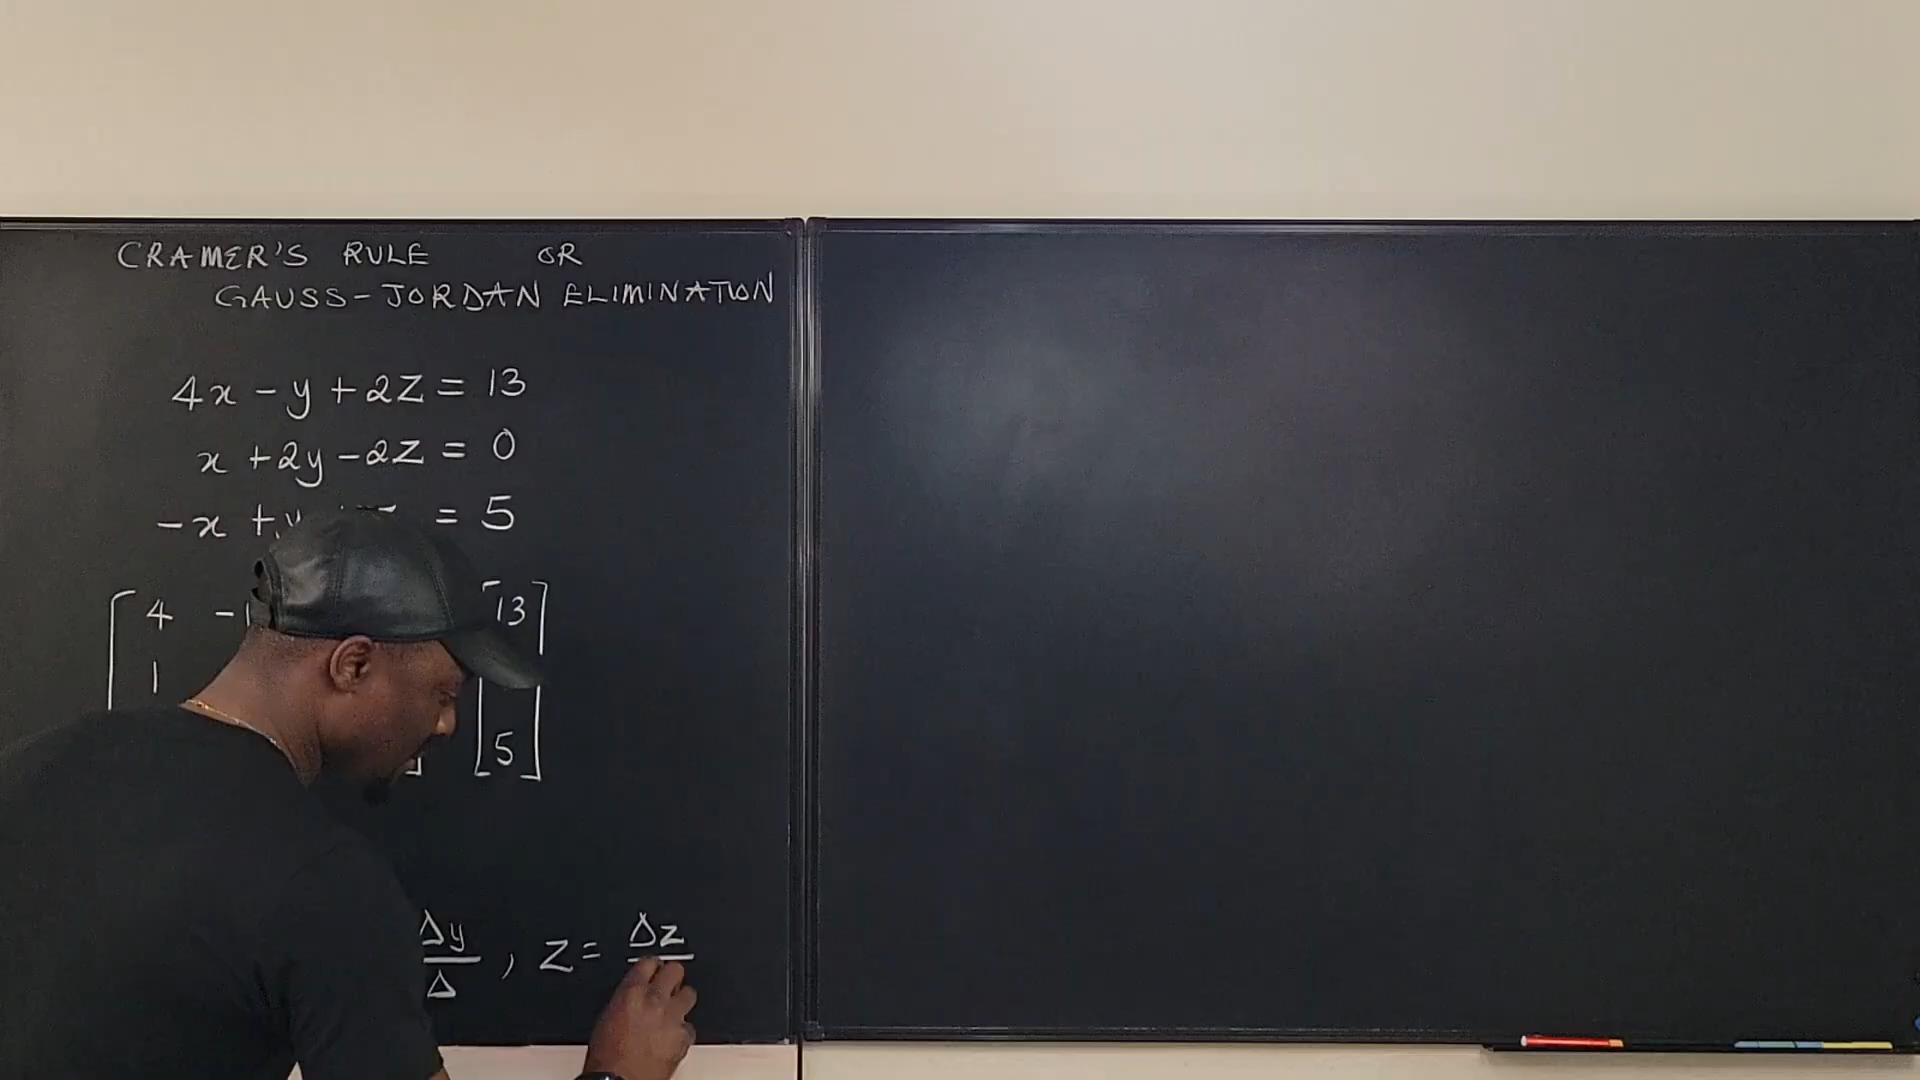 CRAMER'S RULE OR
GAUSS-JORDAN ELIMINATION
4x - y + 2z = 13
x + 2y - 2z = 0
-x + y = 5
4 -1 13
1
5
Δy/Δ , z = Δz